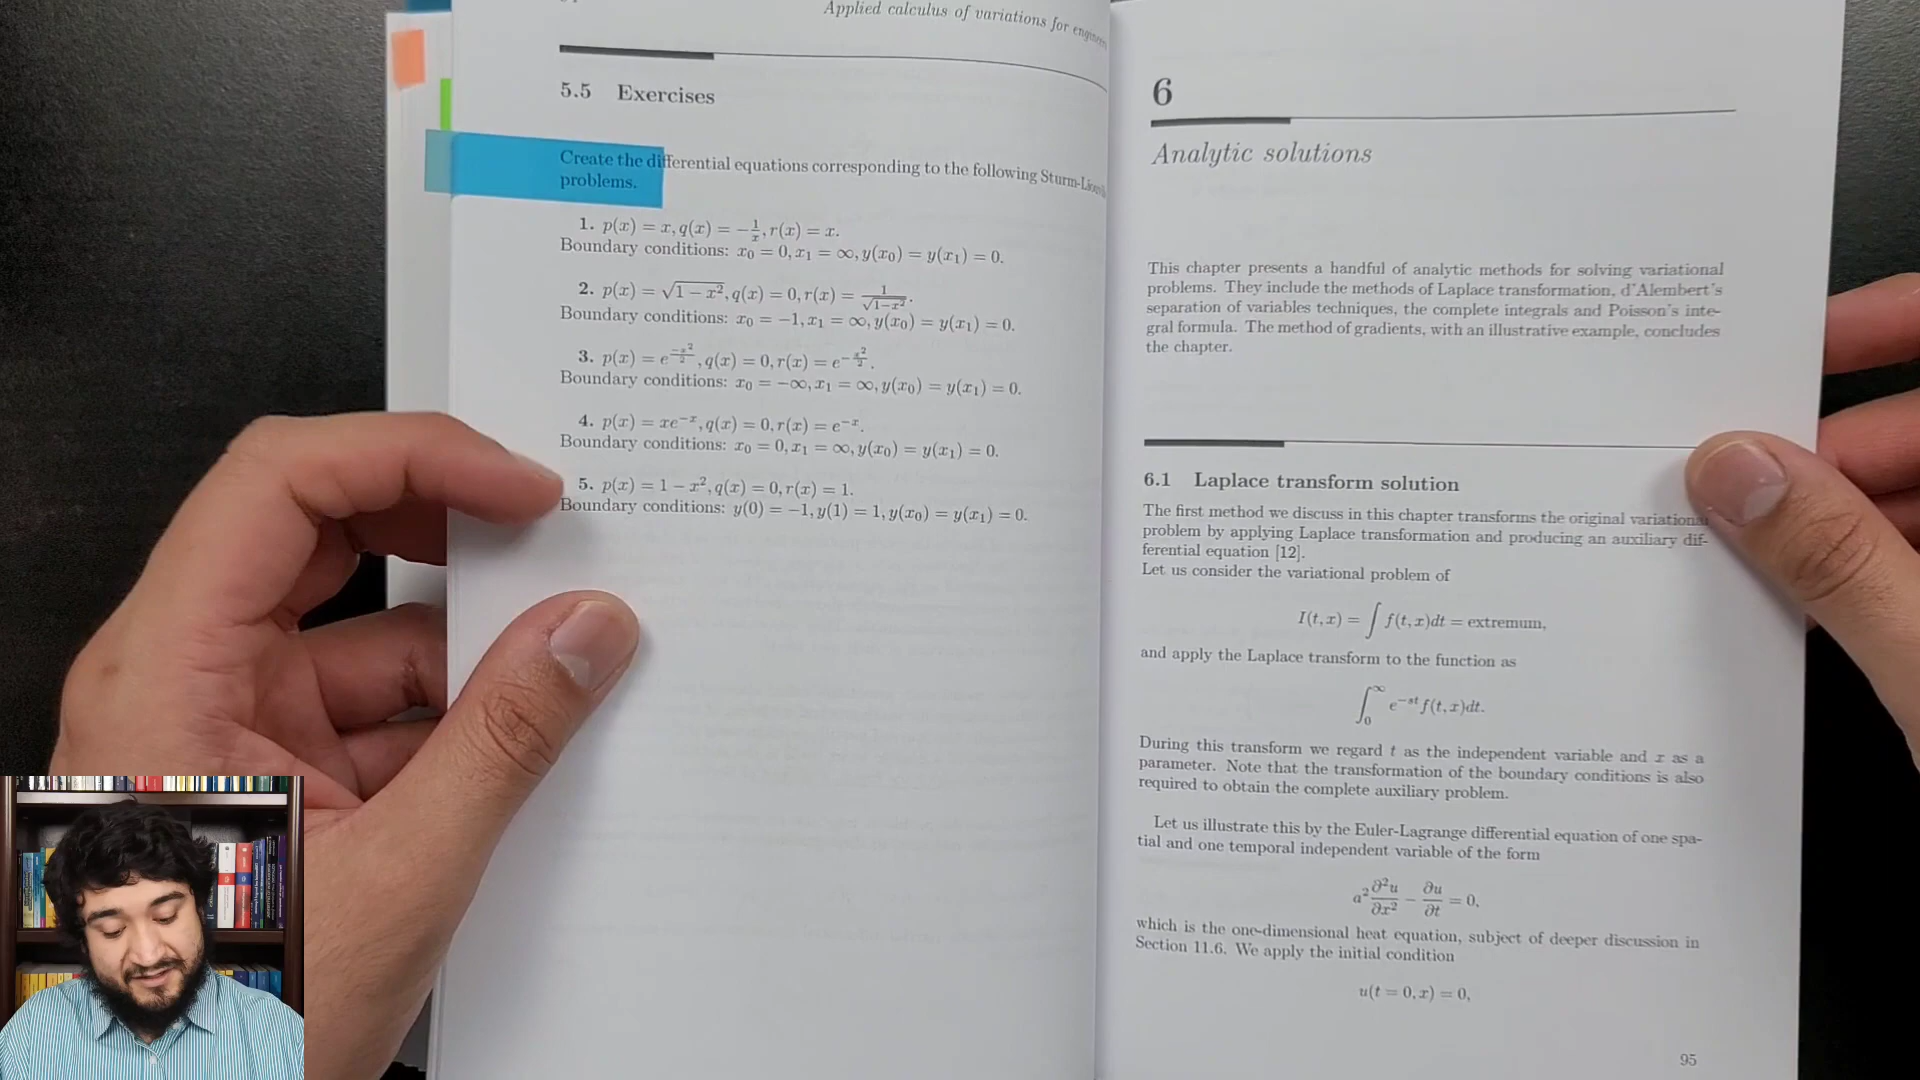 Applied calculus of variations for
5.5 Exercises
Create the differential equations corresponding to the following
problems.
1. p(x) = x, q(x) = −1/x, r(x) = x.
Boundary conditions: x₀ = 0, x₁ = ∞, y(x₀) = y(x₁) = 0.
2. p(x) = √(1 − x²), q(x) = 0, r(x) = 1/√(1−x²).
Boundary conditions: x₀ = −1, x₁ = ∞, y(x₀) = y(x₁) = 0.
3. p(x) = e^(−x²/2), q(x) = 0, r(x) = e^(−x²/2).
Boundary conditions: x₀ = −∞, x₁ = ∞, y(x₀) = y(x₁) = 0.
4. p(x) = xe^(−x), q(x) = 0, r(x) = e^(−x).
Boundary conditions: x₀ = 0, x₁ = ∞, y(x₀) = y(x₁) = 0.
5. p(x) = 1 − x², q(x) = 0, r(x) = 1.
Boundary conditions: y(0) = −1, y(1) = 1, y(x₀) = y(x₁) = 0.
6
Analytic solutions
This chapter presents a handful of analytic methods for solving variational
problems. They include the methods of Laplace transformation, d'Alembert's
separation of variables techniques, the complete integrals and Poisson's inte-
gral formula. The method of gradients, with an illustrative example, concludes
the chapter.
6.1 Laplace transform solution
The first method we discuss in this chapter transforms the original variational
problem by applying Laplace transformation and producing an auxiliary dif-
ferential equation [12].
Let us consider the variational problem of
I(t, x) = ∫ f(t, x)dt = extremum,
and apply the Laplace transform to the function as
∫₀^∞ e^(−st) f(t, x)dt.
During this transform we regard t as the independent variable and x as a
parameter. Note that the transformation of the boundary conditions is also
required to obtain the complete auxiliary problem.
Let us illustrate this by the Euler-Lagrange differential equation of one spa-
tial and one temporal independent variable of the form
a² ∂²u/∂x² − ∂u/∂t = 0,
which is the one-dimensional heat equation, subject of deeper discussion in
Section 11.6. We apply the initial condition
u(t = 0, x) = 0,
95